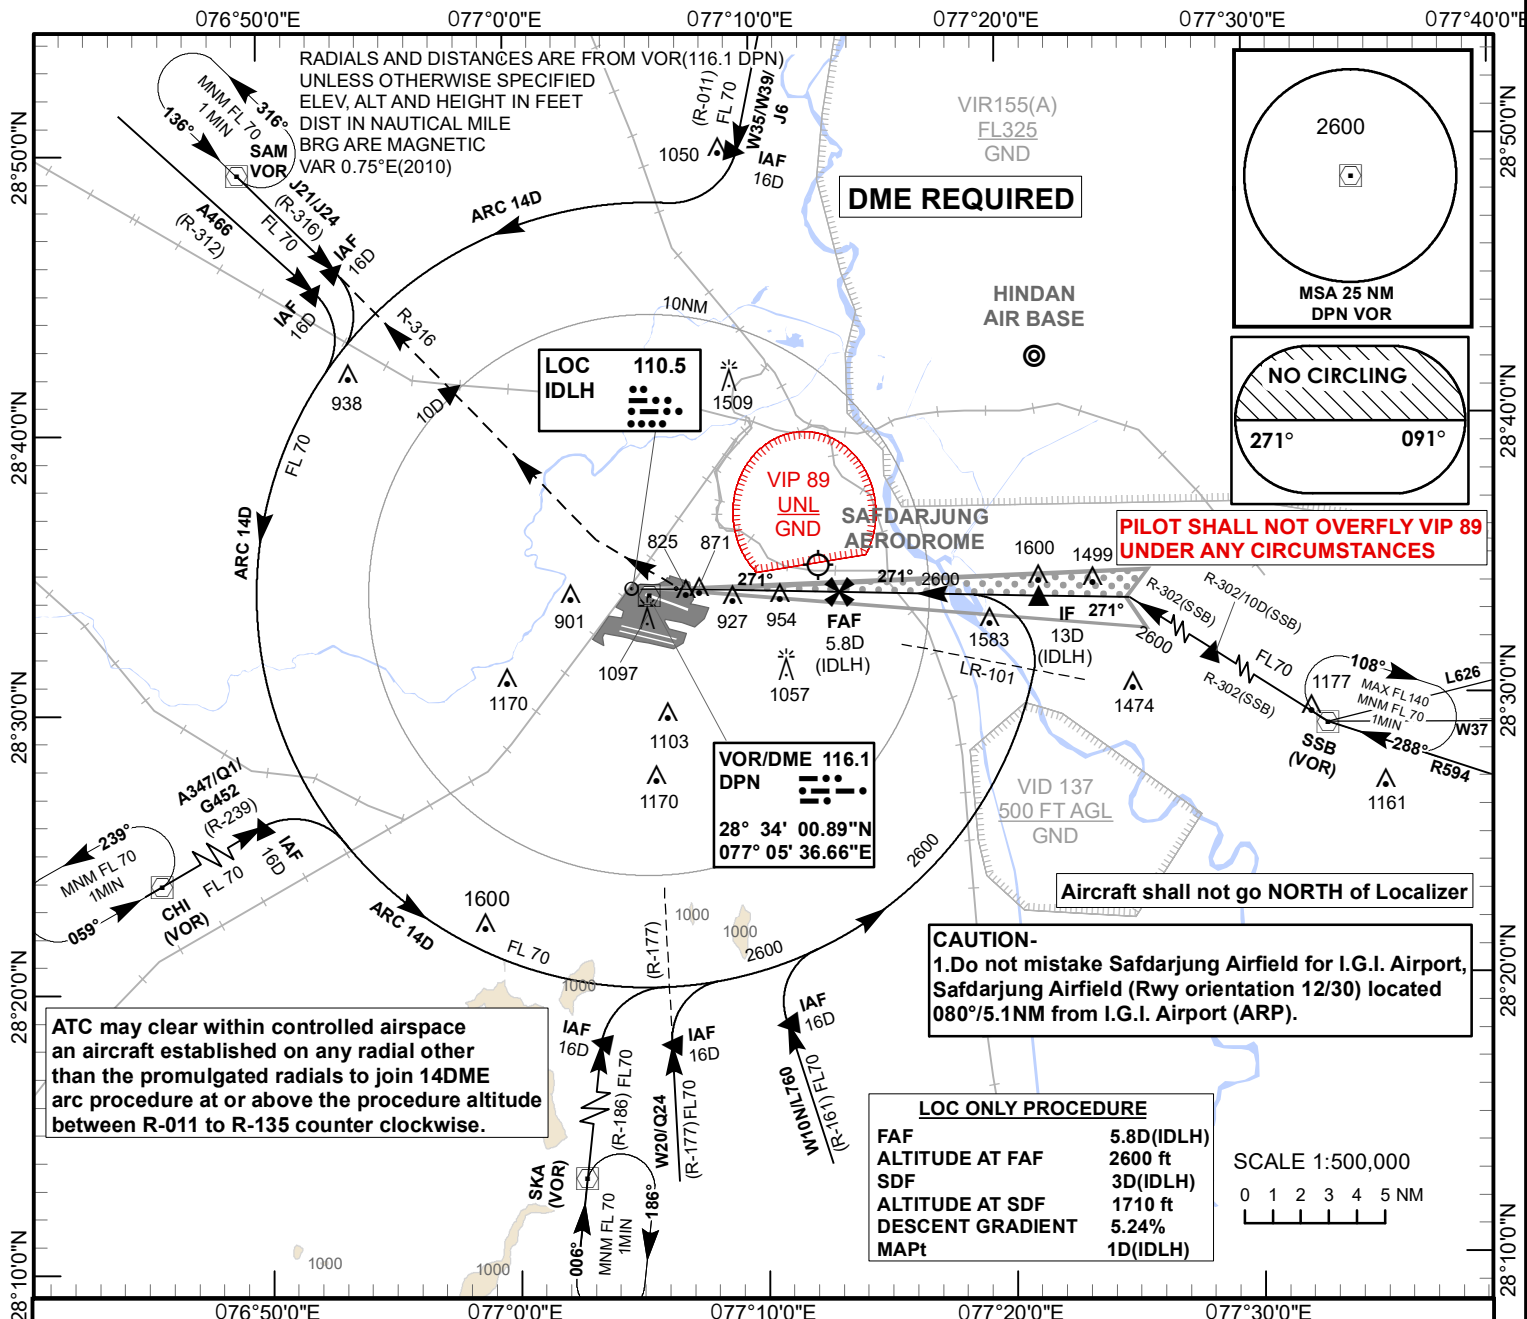 076°50'0"E
077°0'0"E
077°10'0"E
077°20'0"E
077°30'0"E
077°40'0"E
28°50'0"N
28°40'0"N
28°30'0"N
28°20'0"N
28°10'0"N
RADIALS AND DISTANCES ARE FROM VOR(116.1 DPN)
UNLESS OTHERWISE SPECIFIED
ELEV, ALT AND HEIGHT IN FEET
DIST IN NAUTICAL MILE
BRG ARE MAGNETIC
VAR 0.75°E(2010)
MNM FL 70
1 MIN
316°
136°
SAM
VOR
J21/J24
(R-316)
FL 70
IAF
16D
A466
(R-312)
IAF
16D
(R-011)
FL 70
W35/W39/
J6
1050
IAF
16D
ARC 14D
VIR155(A)
FL325
GND
DME REQUIRED
2600
MSA 25 NM
DPN VOR
HINDAN
AIR BASE
NO CIRCLING
271°
091°
R-316
10NM
10D
938
LOC 110.5
IDLH
1509
FL 70
ARC 14D
VIP 89
UNL
GND
SAFDARJUNG
AERODROME
PILOT SHALL NOT OVERFLY VIP 89
UNDER ANY CIRCUMSTANCES
825
871
271°
271°
2600
1600
1499
901
927
954
FAF
5.8D
(IDLH)
1583
IF
13D
(IDLH)
271°
2600
R-302(SSB)
R-302/10D(SSB)
FL70
R-302(SSB)
1097
1057
LR-101
1170
1474
1103
1170
108°
1177
MAX FL140
MNM FL 70
1MIN
L626
W37
288°
R594
SSB
(VOR)
1161
VOR/DME 116.1
DPN
28° 34' 00.89"N
077° 05' 36.66"E
VID 137
500 FT AGL
GND
2600
A347/Q1/
G452
(R-239)
IAF
16D
239°
MNM FL 70
1MIN
059°
CHI
(VOR)
FL 70
ARC 14D
1600
FL 70
1000
1000
1000
(R-177)
2600
Aircraft shall not go NORTH of Localizer
CAUTION-
1.Do not mistake Safdarjung Airfield for I.G.I. Airport,
Safdarjung Airfield (Rwy orientation 12/30) located
080°/5.1NM from I.G.I. Airport (ARP).
ATC may clear within controlled airspace
an aircraft established on any radial other
than the promulgated radials to join 14DME
arc procedure at or above the procedure altitude
between R-011 to R-135 counter clockwise.
IAF
16D
IAF
16D
IAF
16D
(R-186) FL70
W20/Q24
(R-177)FL70
W10N/L760
(R-161) FL70
SKA
(VOR)
006°
MNM FL 70
1MIN
186°
1000
1000
LOC ONLY PROCEDURE
FAF 5.8D(IDLH)
ALTITUDE AT FAF 2600 ft
SDF 3D(IDLH)
ALTITUDE AT SDF 1710 ft
DESCENT GRADIENT 5.24%
MAPt 1D(IDLH)
SCALE 1:500,000
0 1 2 3 4 5 NM
28°50'0"N
28°40'0"N
28°30'0"N
28°20'0"N
28°10'0"N
076°50'0"E
077°0'0"E
077°10'0"E
077°20'0"E
077°30'0"E